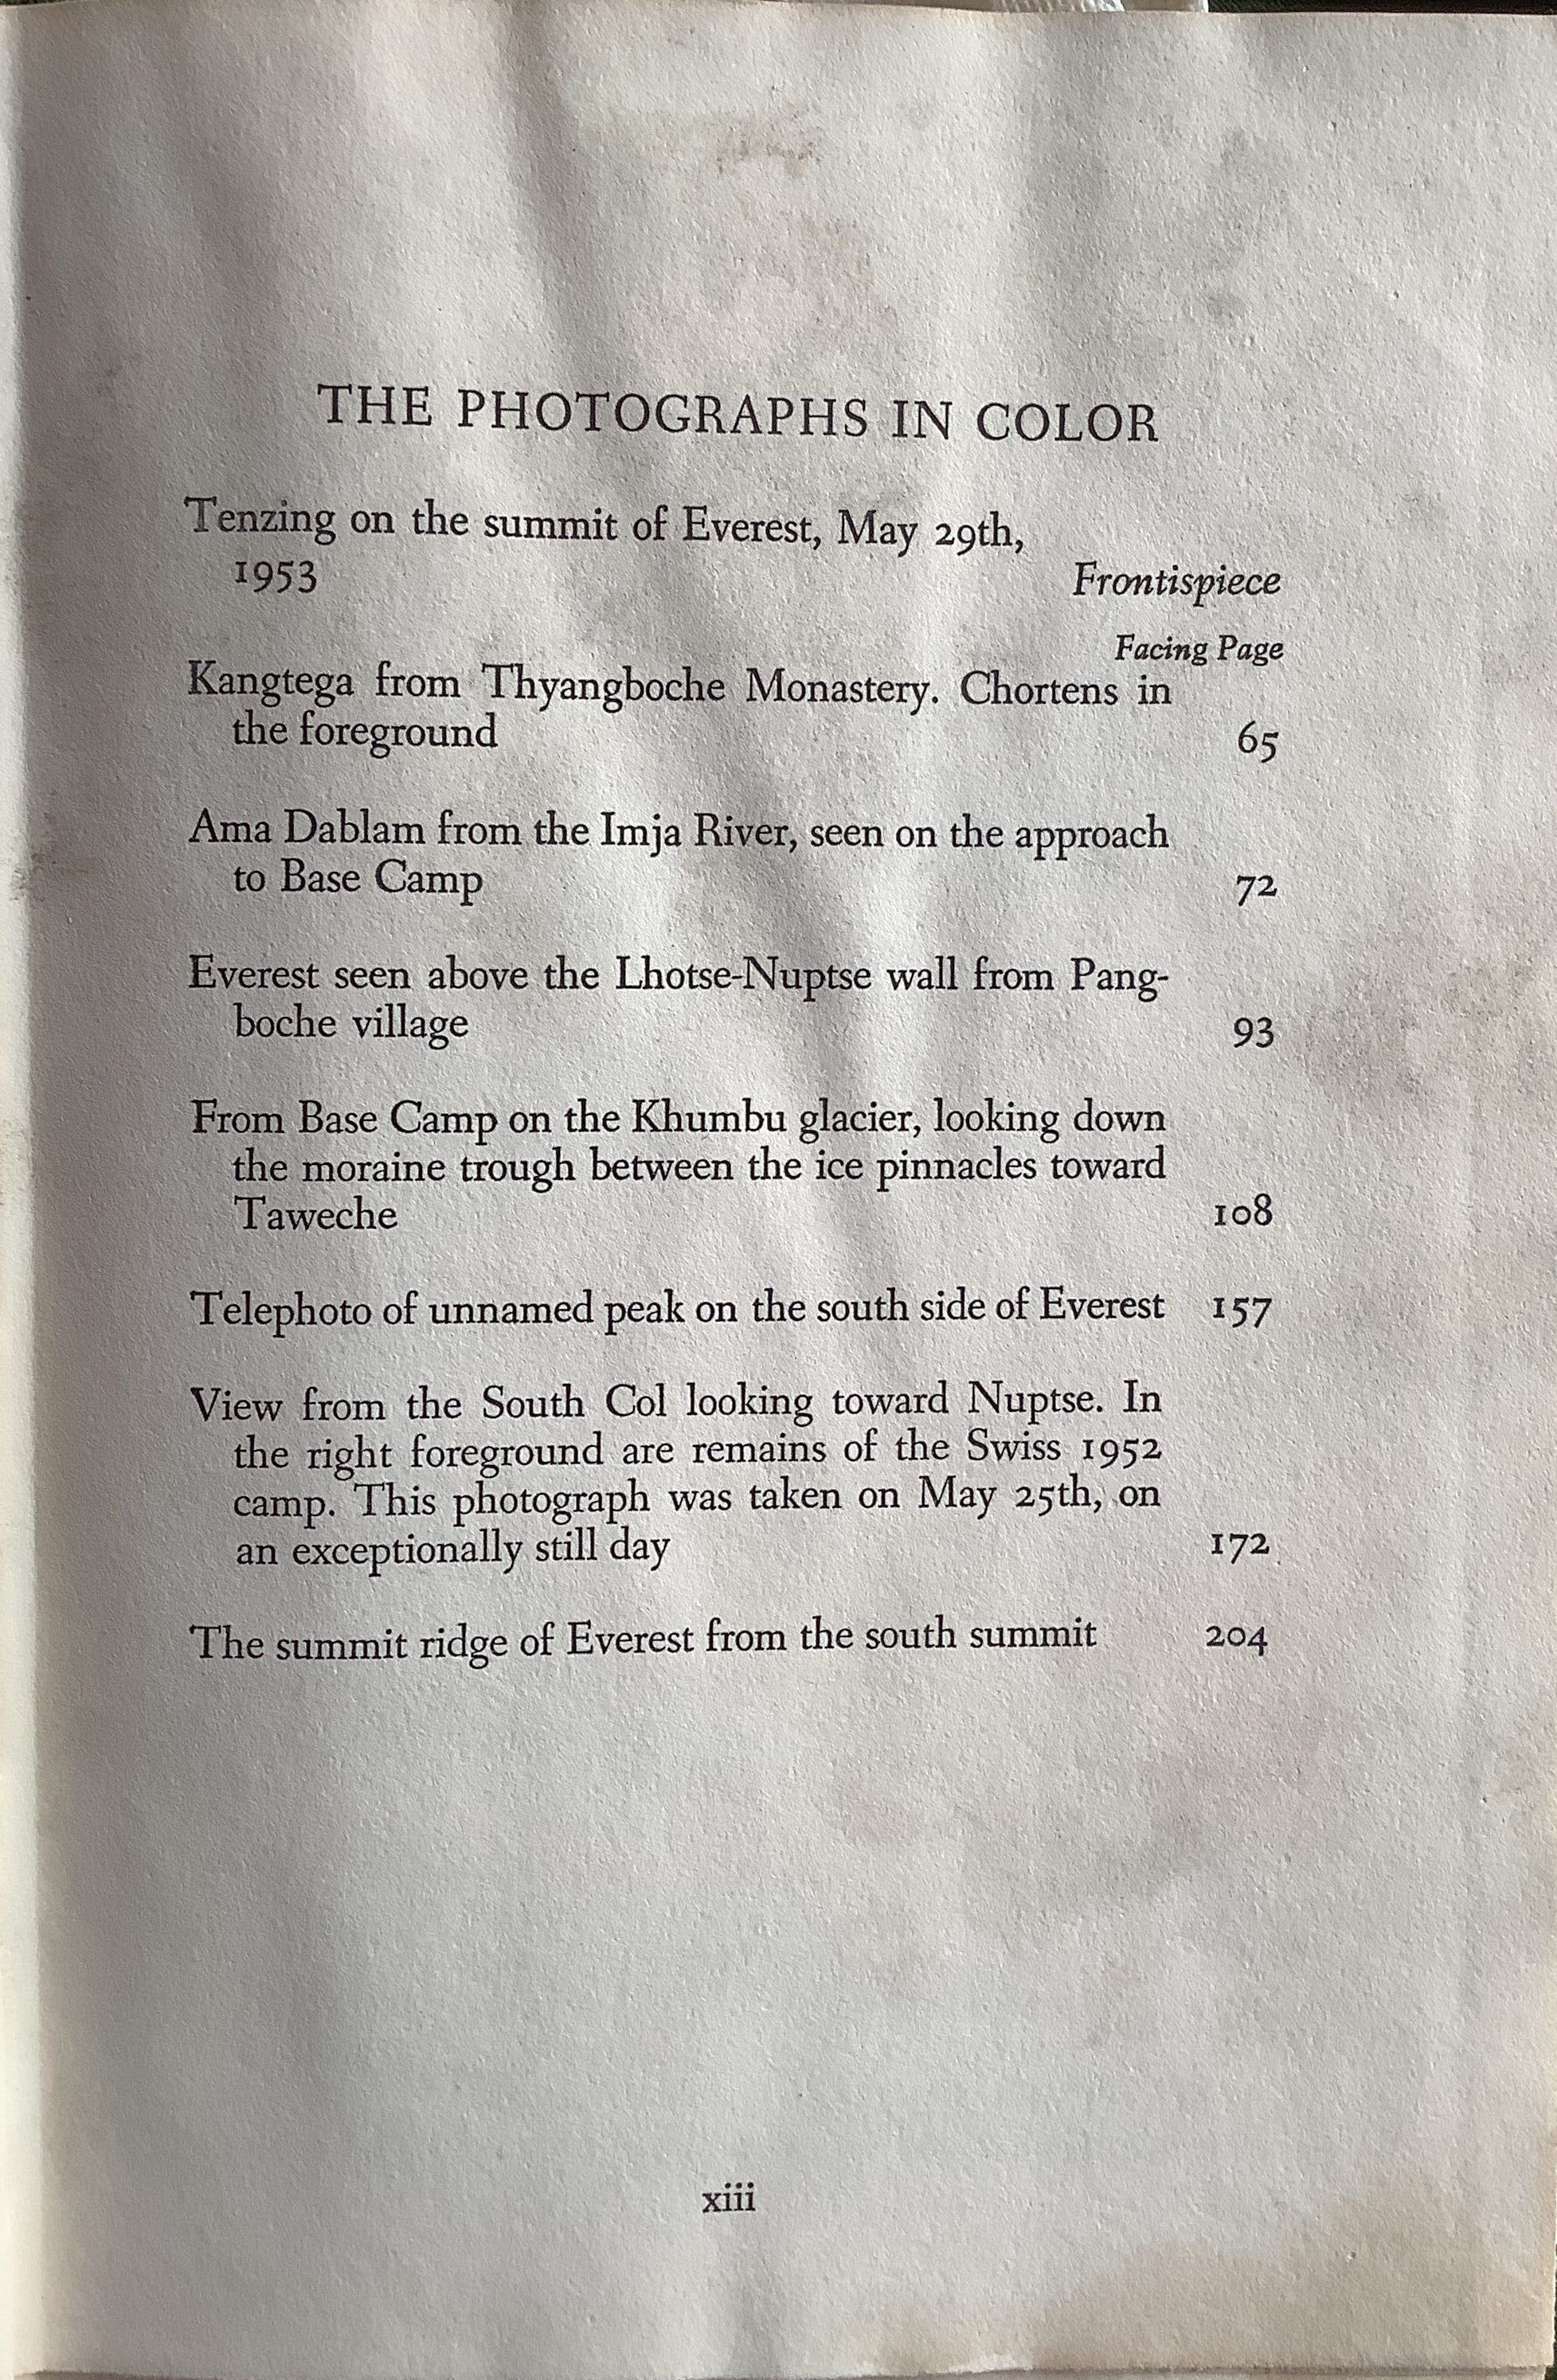 THE PHOTOGRAPHS IN COLOR
Tenzing on the summit of Everest, May 29th,
1953 Frontispiece
Facing Page
Kangtega from Thyangboche Monastery. Chortens in
the foreground 65
Ama Dablam from the Imja River, seen on the approach
to Base Camp 72
Everest seen above the Lhotse-Nuptse wall from Pang-
boche village 93
From Base Camp on the Khumbu glacier, looking down
the moraine trough between the ice pinnacles toward
Taweche 108
Telephoto of unnamed peak on the south side of Everest 157
View from the South Col looking toward Nuptse. In
the right foreground are remains of the Swiss 1952
camp. This photograph was taken on May 25th, on
an exceptionally still day 172
The summit ridge of Everest from the south summit 204
xiii